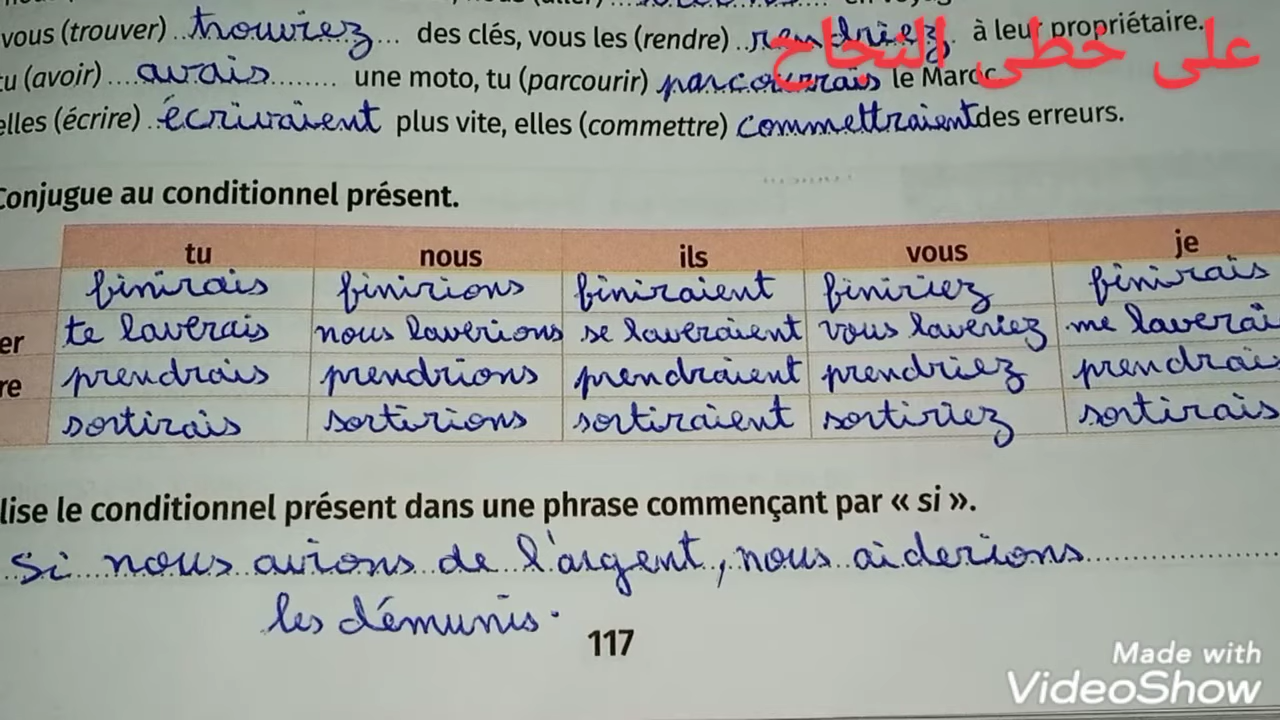 vous (trouver) ..trouviez... des clés, vous les (rendre) ..rendriez. à leur propriétaire.
على خطى النجاح
tu (avoir) ...avais......... une moto, tu (parcourir) parcourrais le Maroc
elles (écrire) .écrivaient plus vite, elles (commettre) commettraient des erreurs.
Conjugue au conditionnel présent.
tu nous ils vous je
finirais finirions finiraient finiriez finirais
er te laverais nous laverions se laveraient vous laveriez me laverai
re prendrais prendrions prendraient prendriez prendrais
sortirais sortirions sortiraient sortiriez sortirais
lise le conditionnel présent dans une phrase commençant par « si ».
Si nous avions de l'argent, nous aiderions
les démunis.
117
Made with
VideoShow